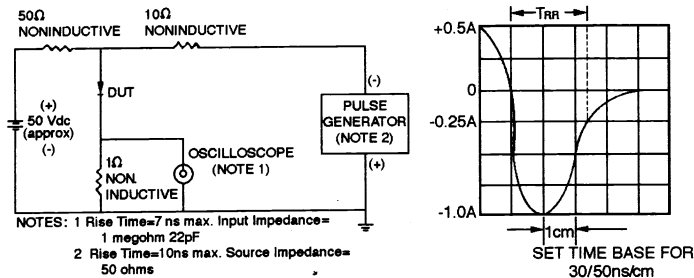 50Ω
NONINDUCTIVE
10Ω
NONINDUCTIVE
DUT
(+)
50 Vdc
(approx)
(-)
1Ω
NON.
INDUCTIVE
OSCILLOSCOPE
(NOTE 1)
(-)
PULSE
GENERATOR
(NOTE 2)
(+)
NOTES: 1 Rise Time=7 ns max. Input Impedance=
1 megohm 22pF
2 Rise Time=10ns max. Source Impedance=
50 ohms
TRR
+0.5A
0
-0.25A
-1.0A
1cm
SET TIME BASE FOR
30/50ns/cm